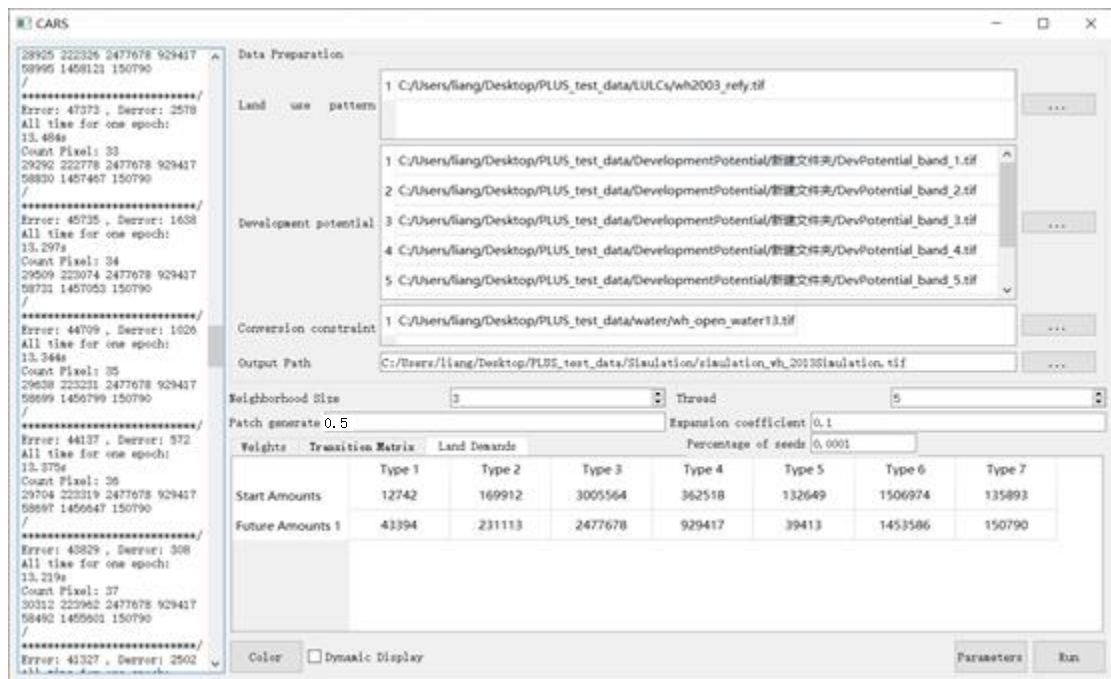 CARS
28925 222326 2477678 929417
58995 1458121 150790
/
*****************************/
Error: 47373 , Derror: 2578
All time for one epoch:
13.484s
Count Pixel: 33
29292 222778 2477678 929417
58830 1457467 150790
/
*****************************/
Error: 45735 , Derror: 1638
All time for one epoch:
13.297s
Count Pixel: 34
29509 223074 2477678 929417
58731 1457053 150790
/
*****************************/
Error: 44709 , Derror: 1026
All time for one epoch:
13.344s
Count Pixel: 35
29638 223231 2477678 929417
58699 1456799 150790
/
*****************************/
Error: 44137 , Derror: 572
All time for one epoch:
13.375s
Count Pixel: 36
29704 223319 2477678 929417
58697 1456647 150790
/
*****************************/
Error: 43829 , Derror: 308
All time for one epoch:
13.219s
Count Pixel: 37
30312 223962 2477678 929417
58492 1455601 150790
/
*****************************/
Error: 41327 , Derror: 2502
Data Preparation
Land use pattern
1 C:/Users/liang/Desktop/PLUS_test_data/LULCs/wh2003_refy.tif
...
Development potential
1 C:/Users/liang/Desktop/PLUS_test_data/DevelopmentPotential/新建文件夹/DevPotential_band_1.tif
2 C:/Users/liang/Desktop/PLUS_test_data/DevelopmentPotential/新建文件夹/DevPotential_band_2.tif
3 C:/Users/liang/Desktop/PLUS_test_data/DevelopmentPotential/新建文件夹/DevPotential_band_3.tif
4 C:/Users/liang/Desktop/PLUS_test_data/DevelopmentPotential/新建文件夹/DevPotential_band_4.tif
5 C:/Users/liang/Desktop/PLUS_test_data/DevelopmentPotential/新建文件夹/DevPotential_band_5.tif
...
Conversion constraint
1 C:/Users/liang/Desktop/PLUS_test_data/water/wh_open_water13.tif
...
Output Path C:/Users/liang/Desktop/PLUS_test_data/Simulation/simulation_wh_2013Simulation.tif ...
Neighborhood Size 3 Thread 5
Patch generate 0.5 Expansion coefficient 0.1
Weights Transition Matrix Land Demands Percentage of seeds 0.0001
Type 1 Type 2 Type 3 Type 4 Type 5 Type 6 Type 7
Start Amounts 12742 169912 3005564 362518 132649 1506974 135893
Future Amounts 1 43394 231113 2477678 929417 39413 1453586 150790
Color Dynamic Display Parameters Run